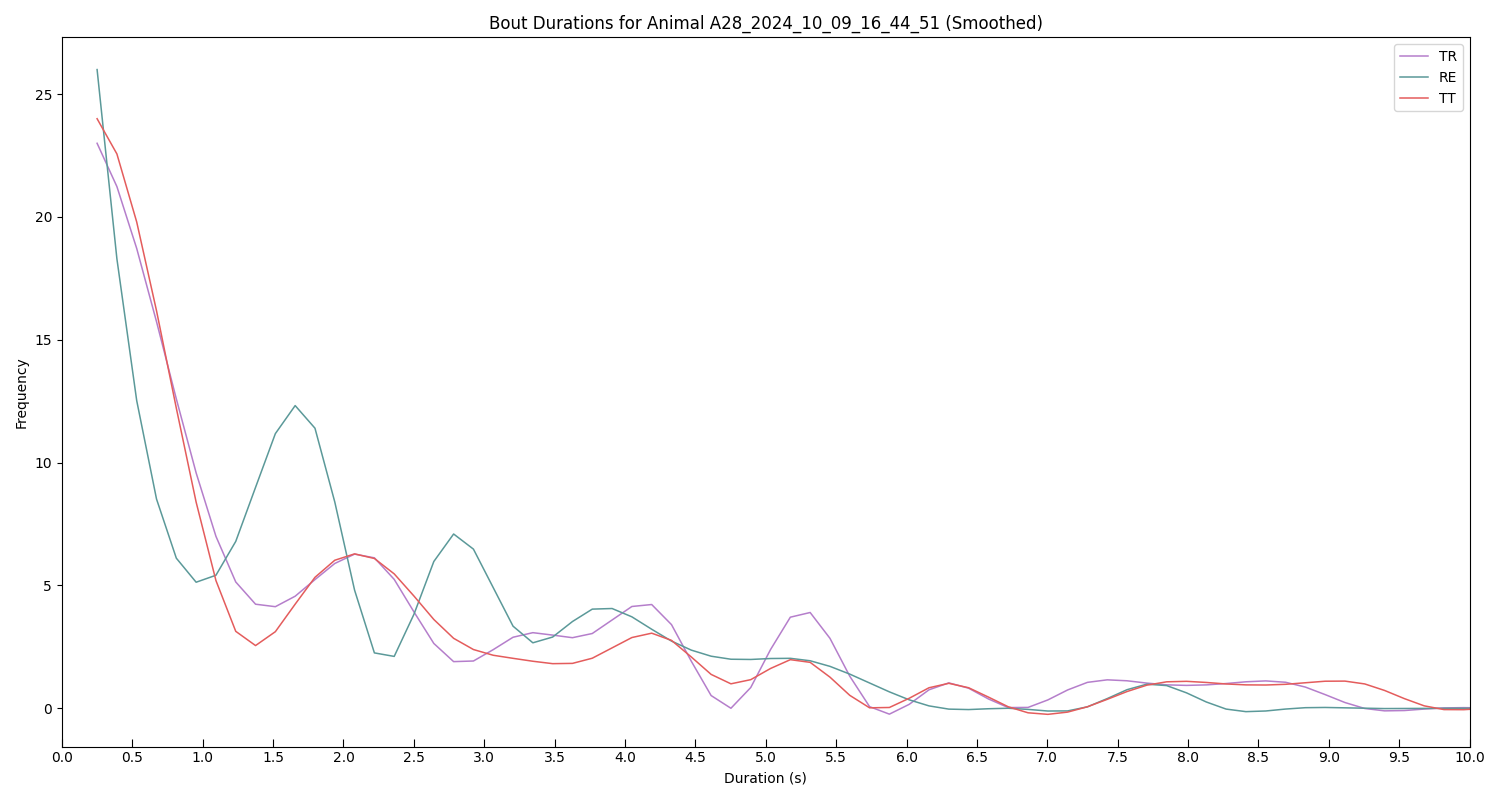 Bout Durations for Animal A28_2024_10_09_16_44_51 (Smoothed)
TR
RE
TT
25
20
15
10
5
0
Frequency
0.0 0.5 1.0 1.5 2.0 2.5 3.0 3.5 4.0 4.5 5.0 5.5 6.0 6.5 7.0 7.5 8.0 8.5 9.0 9.5 10.0
Duration (s)